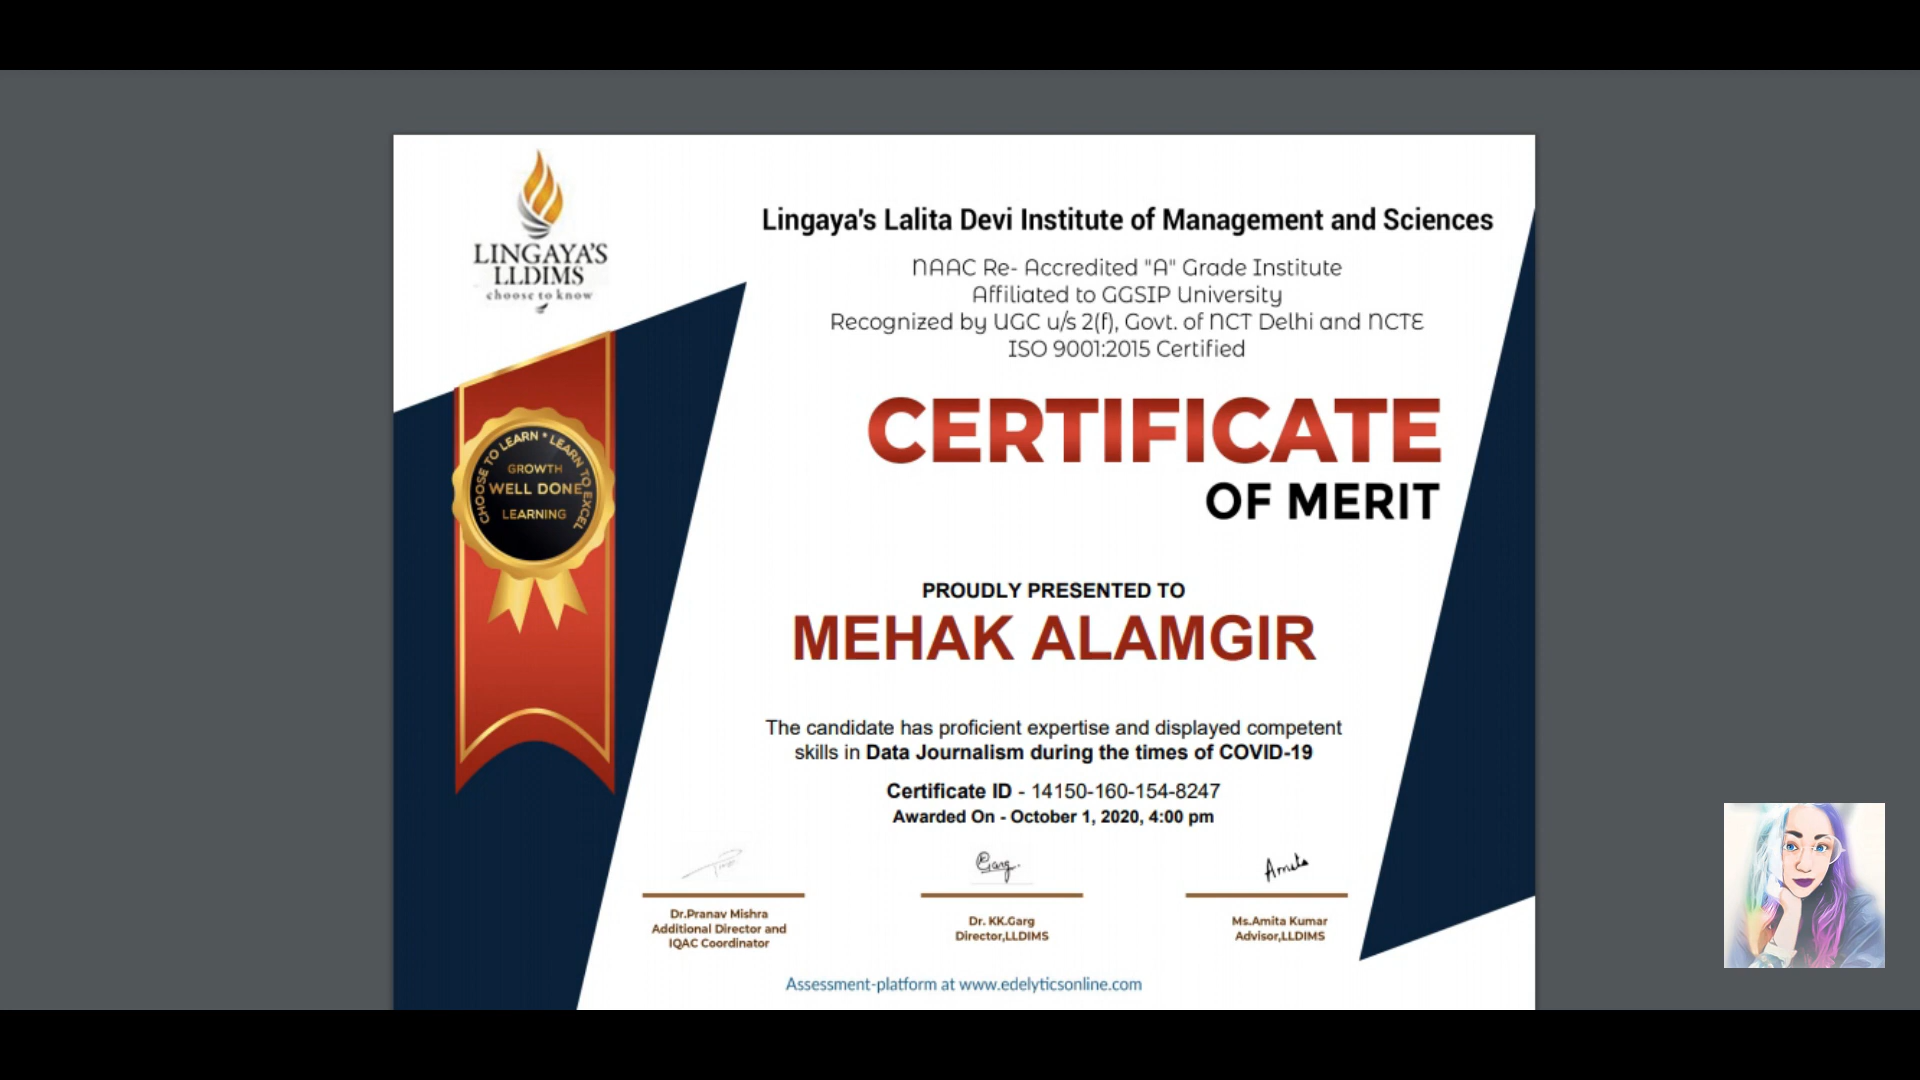 LINGAYA'S
LLDIMS
choose to know
Lingaya's Lalita Devi Institute of Management and Sciences
NAAC Re- Accredited "A" Grade Institute
Affiliated to GGSIP University
Recognized by UGC u/s 2(f), Govt. of NCT Delhi and NCTE
ISO 9001:2015 Certified
CERTIFICATE
OF MERIT
CHOOSE TO LEARN * LEARN TO EXCEL
GROWTH
WELL DONE
LEARNING
PROUDLY PRESENTED TO
MEHAK ALAMGIR
The candidate has proficient expertise and displayed competent
skills in Data Journalism during the times of COVID-19
Certificate ID - 14150-160-154-8247
Awarded On - October 1, 2020, 4:00 pm
Garg
Amita
Dr.Pranav Mishra
Additional Director and
IQAC Coordinator
Dr. KK.Garg
Director,LLDIMS
Ms.Amita Kumar
Advisor,LLDIMS
Assessment-platform at www.edelyticsonline.com